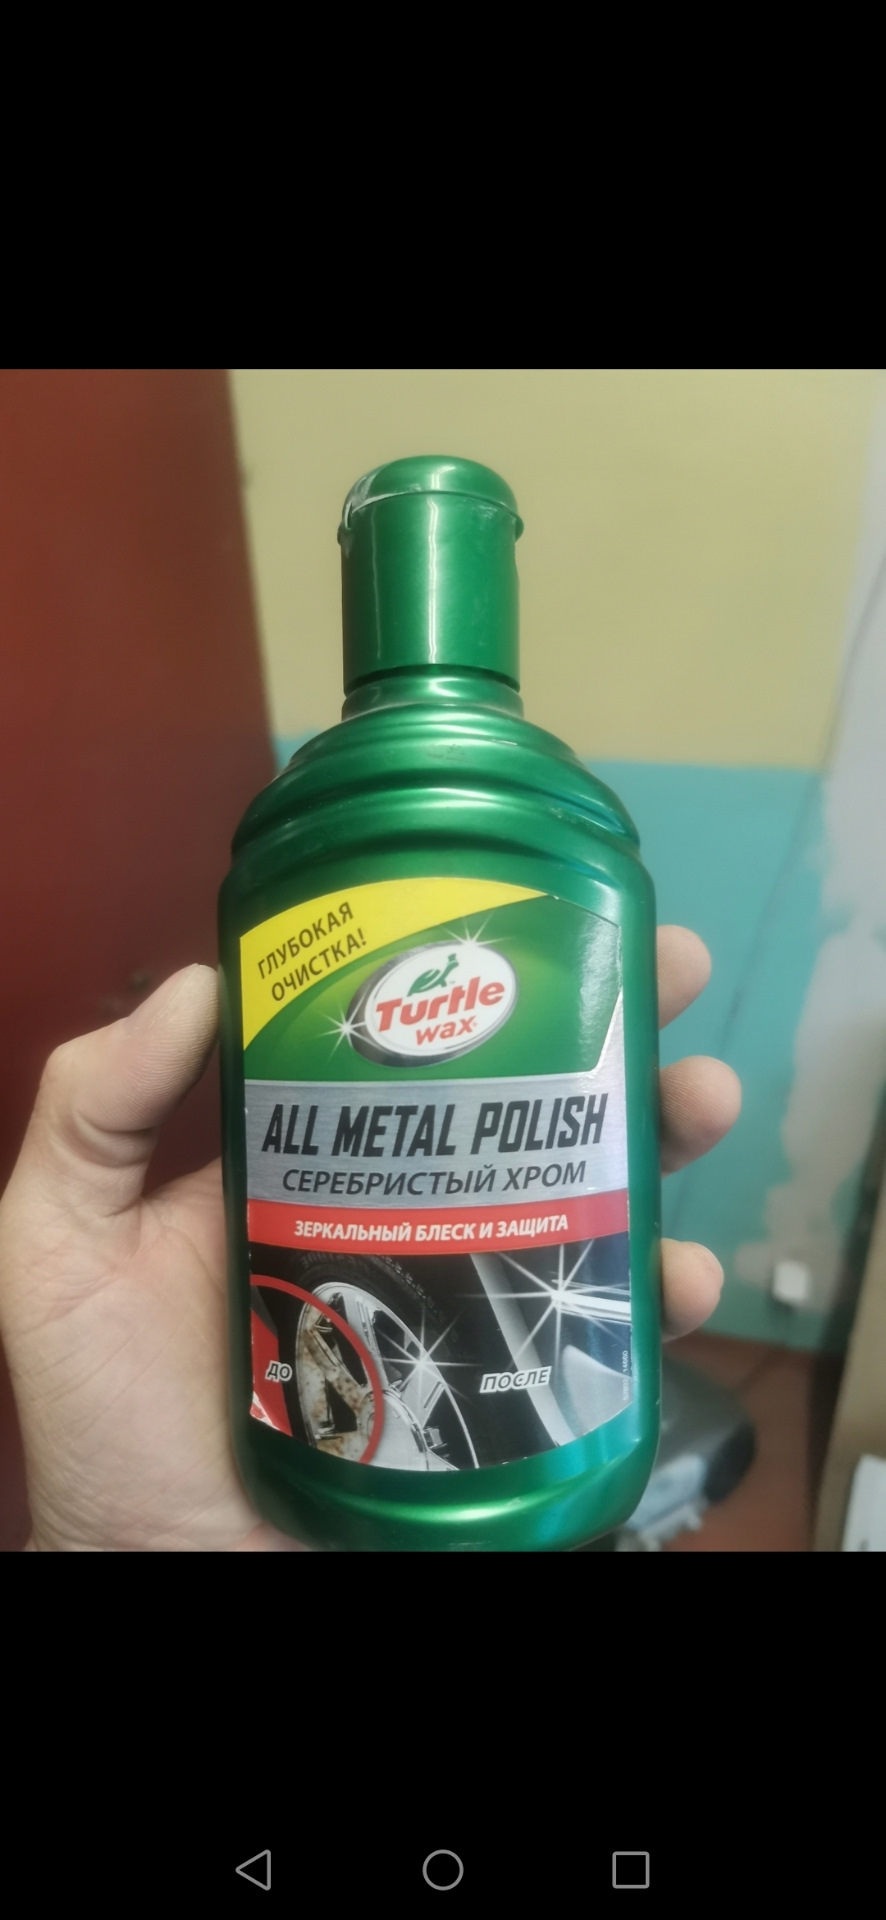 ГЛУБОКАЯ
ОЧИСТКА!
Turtle
wax
ALL METAL POLISH
СЕРЕБРИСТЫЙ ХРОМ
ЗЕРКАЛЬНЫЙ БЛЕСК И ЗАЩИТА
ДО
ПОСЛЕ